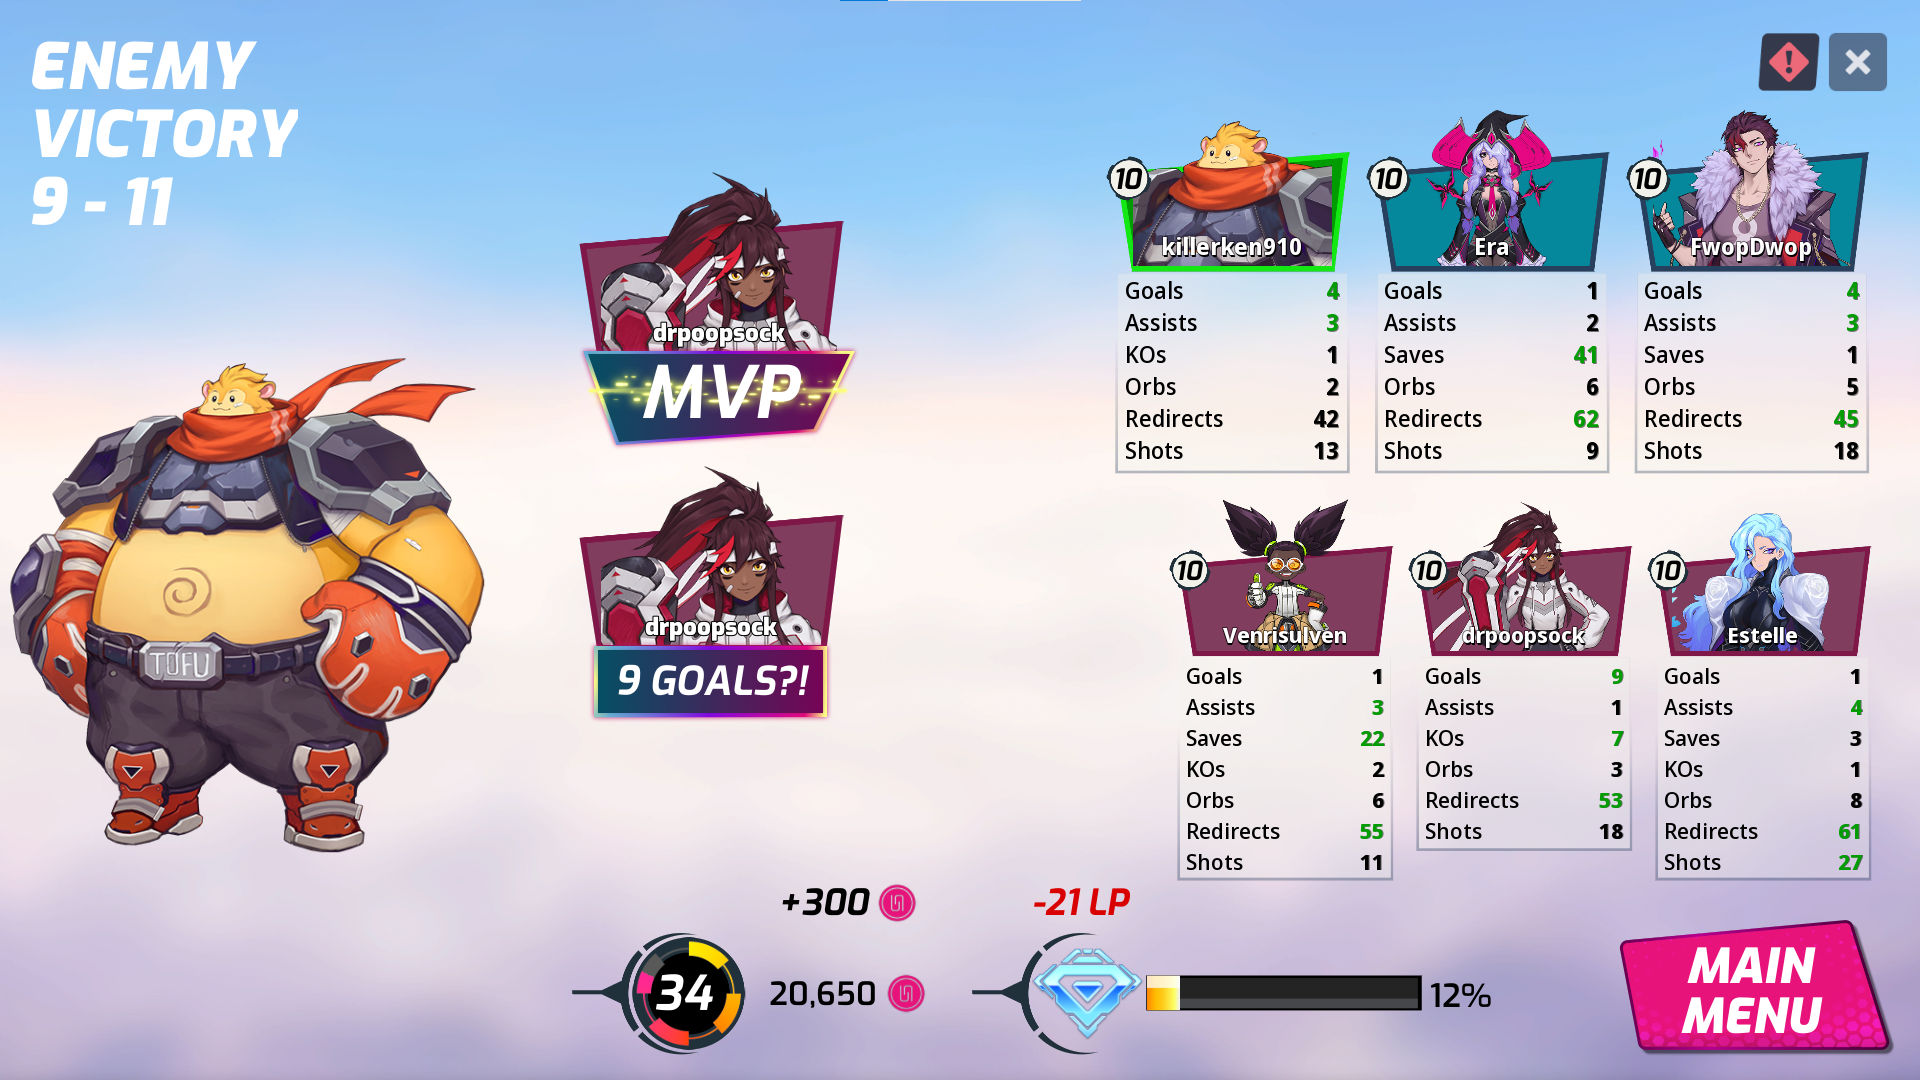 ENEMY
VICTORY
9 - 11
drpoopsock
MVP
drpoopsock
9 GOALS?!
TOFU
10
killerken910
Goals 4
Assists 3
KOs 1
Orbs 2
Redirects 42
Shots 13
10
Era
Goals 1
Assists 2
Saves 41
Orbs 6
Redirects 62
Shots 9
10
FwopDwop
Goals 4
Assists 3
Saves 1
Orbs 5
Redirects 45
Shots 18
10
Venrisulven
Goals 1
Assists 3
Saves 22
KOs 2
Orbs 6
Redirects 55
Shots 11
10
drpoopsock
Goals 9
Assists 1
KOs 7
Orbs 3
Redirects 53
Shots 18
10
Estelle
Goals 1
Assists 4
Saves 3
KOs 1
Orbs 8
Redirects 61
Shots 27
+300
34
20,650
-21 LP
12%
MAIN
MENU